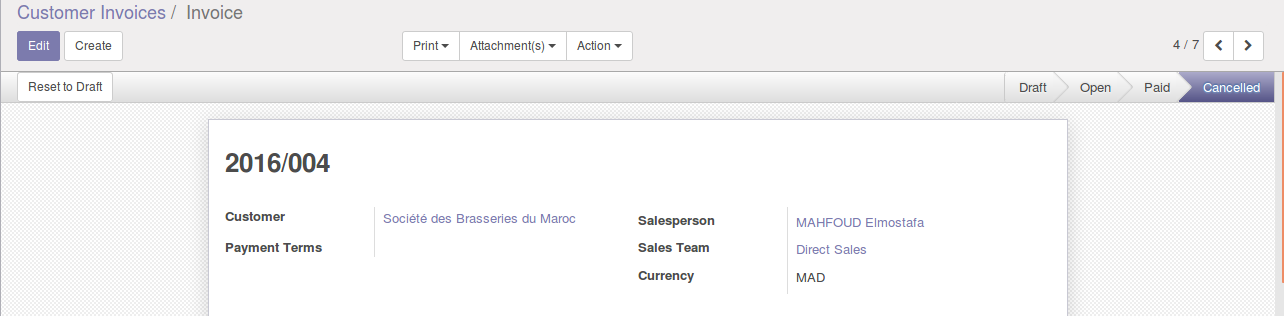 Customer Invoices / Invoice
Edit Create Print Attachment(s) Action 4 / 7
Reset to Draft Draft Open Paid Cancelled
2016/004
Customer Société des Brasseries du Maroc
Payment Terms
Salesperson MAHFOUD Elmostafa
Sales Team Direct Sales
Currency MAD